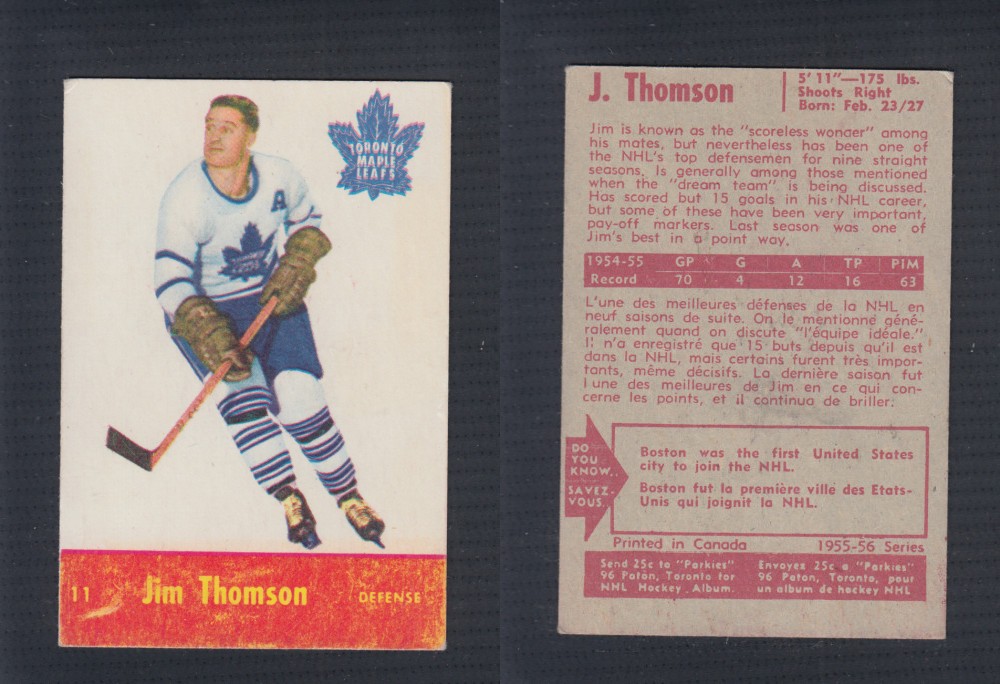 TORONTO
MAPLE
LEAFS
A
11 Jim Thomson DEFENSE
J. Thomson
5' 11"—175 lbs.
Shoots Right
Born: Feb. 23/27
Jim is known as the "scoreless wonder" among
his mates, but nevertheless has been one of
the NHL's top defensemen for nine straight
seasons. Is generally among those mentioned
when the "dream team" is being discussed.
Has scored but 15 goals in his NHL career,
but some of these have been very important,
pay-off markers. Last season was one of
Jim's best in a point way.
1954-55 GP G A TP PIM
Record 70 4 12 16 63
L'une des meilleures défenses de la NHL en
neuf saisons de suite. On le mentionne géné-
ralement quand on discute "l'équipe idéale."
Il n'a enregistré que 15 buts depuis qu'il est
dans la NHL, mais certains furent très impor-
tants, même décisifs. La dernière saison fut
l'une des meilleures de Jim en ce qui con-
cerne les points, et il continua de briller.
DO
YOU
KNOW..
SAVEZ-
VOUS..
Boston was the first United States
city to join the NHL.
Boston fut la première ville des Etats-
Unis qui joignit la NHL.
Printed in Canada 1955-56 Series
Send 25c to "Parkies"
96 Paton, Toronto for
NHL Hockey Album.
Envoyez 25c a "Parkies"
96 Paton, Toronto, pour
un album de hockey NHL